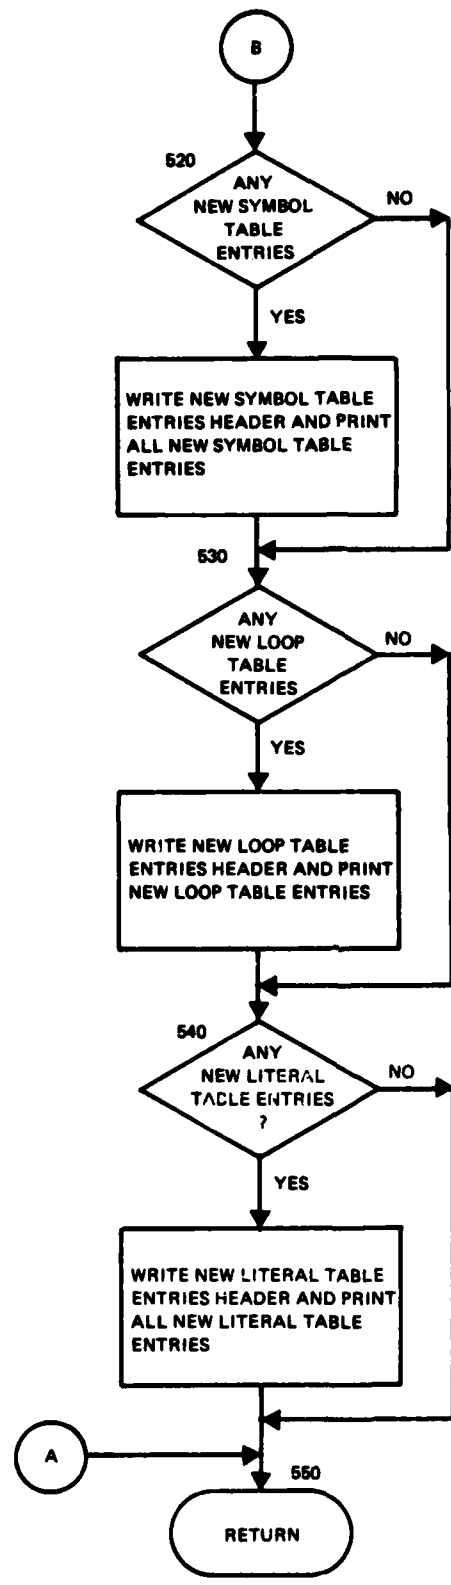 B
520
ANY
NEW SYMBOL
TABLE
ENTRIES
NO
YES
WRITE NEW SYMBOL TABLE
ENTRIES HEADER AND PRINT
ALL NEW SYMBOL TABLE
ENTRIES
530
ANY
NEW LOOP
TABLE
ENTRIES
NO
YES
WRITE NEW LOOP TABLE
ENTRIES HEADER AND PRINT
NEW LOOP TABLE ENTRIES
540
ANY
NEW LITERAL
TABLE ENTRIES
?
NO
YES
WRITE NEW LITERAL TABLE
ENTRIES HEADER AND PRINT
ALL NEW LITERAL TABLE
ENTRIES
A
550
RETURN